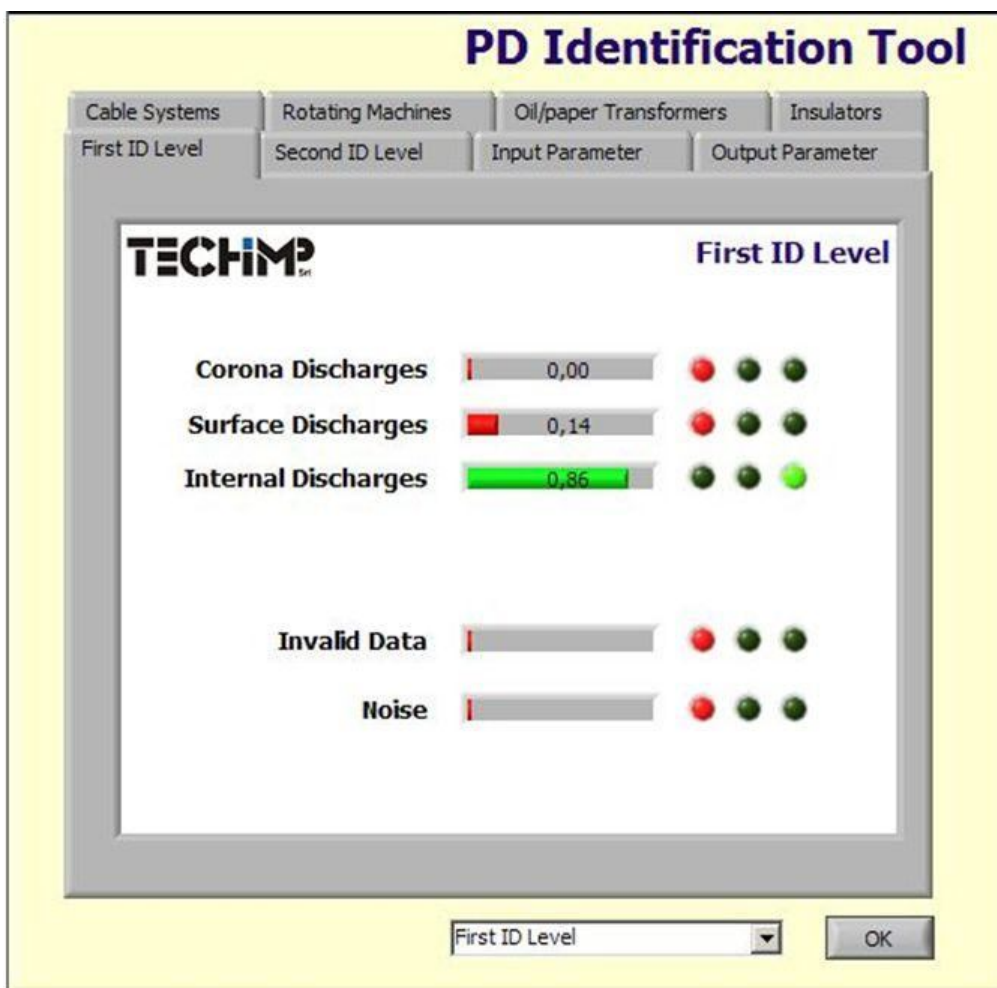 PD Identification Tool
Cable Systems Rotating Machines Oil/paper Transformers Insulators
First ID Level Second ID Level Input Parameter Output Parameter
TECHiMP Srl First ID Level
Corona Discharges 0,00
Surface Discharges 0,14
Internal Discharges 0,86
Invalid Data
Noise
First ID Level OK